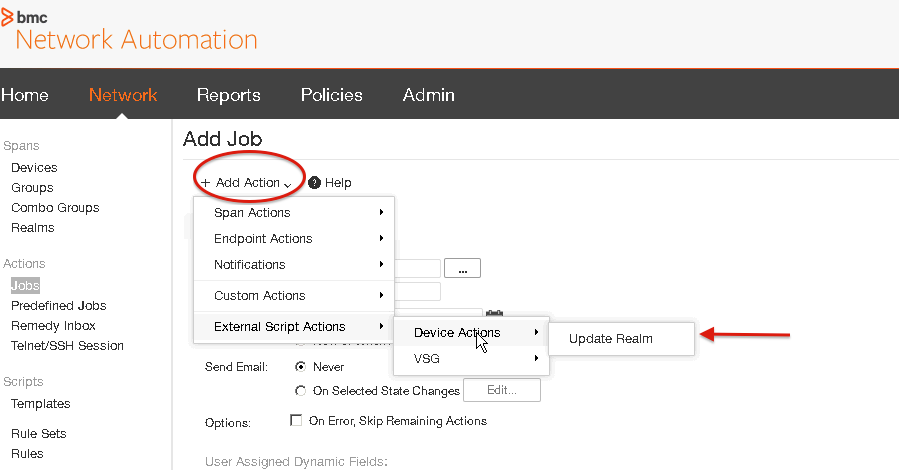 bmc
Network Automation
Home Network Reports Policies Admin
Add Job
Spans
Devices
Groups
Combo Groups
Realms
Actions
Jobs
Predefined Jobs
Remedy Inbox
Telnet/SSH Session
Scripts
Templates
Rule Sets
Rules
+ Add Action
? Help
Span Actions
Endpoint Actions
Notifications
Custom Actions
External Script Actions
...
Device Actions
VSG
Update Realm
Send Email:
Never
On Selected State Changes
Edit...
Options:
On Error, Skip Remaining Actions
User Assigned Dynamic Fields: